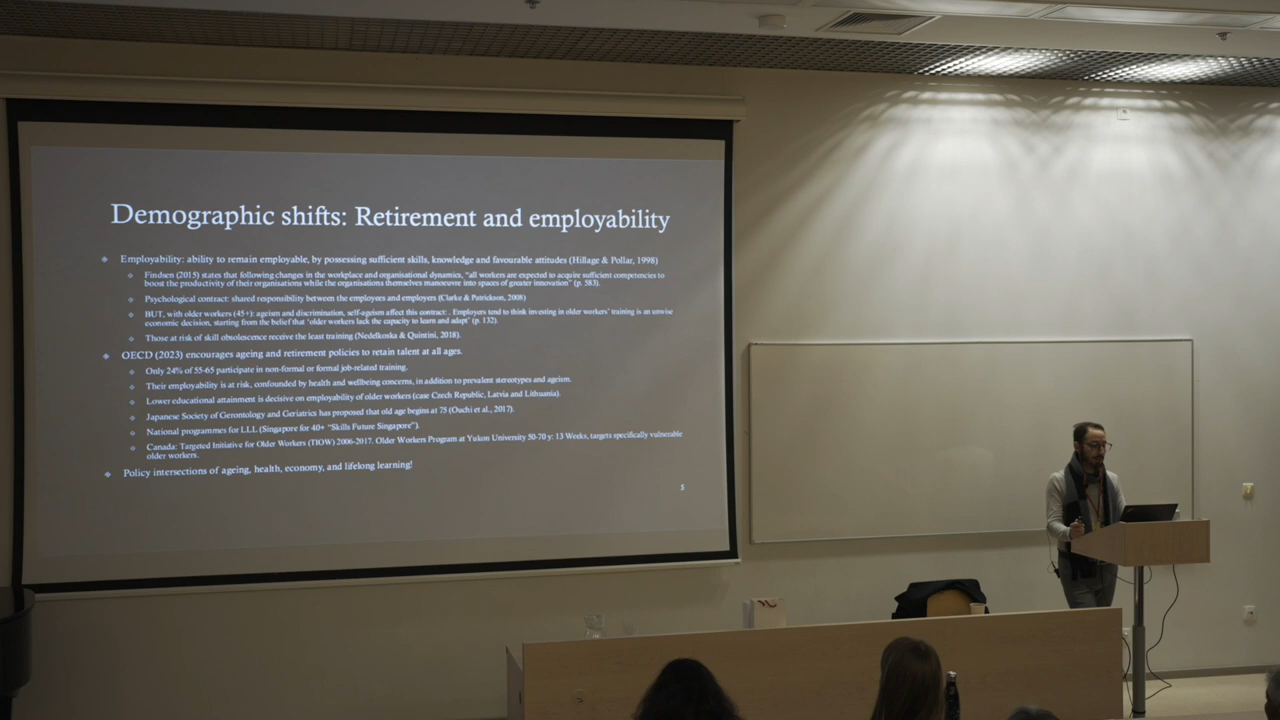 Demographic shifts: Retirement and employability
❖ Employability: ability to remain employable, by possessing sufficient skills, knowledge and favourable attitudes (Hillage & Pollar, 1998)
❖ Findsen (2015) states that following changes in the workplace and organisational dynamics, “all workers are expected to acquire sufficient competencies to
boost the productivity of their organisations while the organisations themselves manoeuvre into spaces of greater innovation” (p. 583).
❖ Psychological contract: shared responsibility between the employees and employers (Clarke & Patrickson, 2008)
❖ BUT, with older workers (45+): ageism and discrimination, self-ageism affect this contract: . Employers tend to think investing in older workers’ training is an unwise
economic decision, starting from the belief that ‘older workers lack the capacity to learn and adapt’ (p. 132).
❖ Those at risk of skill obsolescence receive the least training (Nedelkoska & Quintini, 2018).
❖ OECD (2023) encourages ageing and retirement policies to retain talent at all ages.
❖ Only 24% of 55-65 participate in non-formal or formal job-related training.
❖ Their employability is at risk, confounded by health and wellbeing concerns, in addition to prevalent stereotypes and ageism.
❖ Lower educational attainment is decisive on employability of older workers (case Czech Republic, Latvia and Lithuania).
❖ Japanese Society of Gerontology and Geriatrics has proposed that old age begins at 75 (Ouchi et al., 2017).
❖ National programmes for LLL (Singapore for 40+ “Skills Future Singapore”).
❖ Canada: Targeted Initiative for Older Workers (TIOW) 2006-2017. Older Workers Program at Yukon University 50-70 y: 13 Weeks, targets specifically vulnerable
older workers.
❖ Policy intersections of ageing, health, economy, and lifelong learning!
5